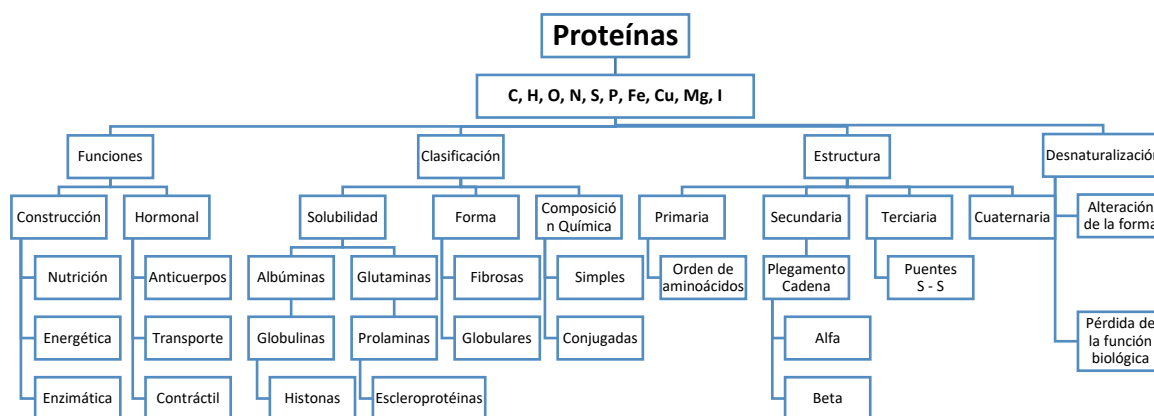 Proteínas
C, H, O, N, S, P, Fe, Cu, Mg, I
Funciones
Clasificación
Estructura
Desnaturalización
Construcción
Hormonal
Solubilidad
Forma
Composició
n Química
Primaria
Secundaria
Terciaria
Cuaternaria
Alteración
de la forma
Nutrición
Anticuerpos
Albúminas
Glutaminas
Fibrosas
Simples
Orden de
aminoácidos
Plegamento
Cadena
Puentes
S - S
Energética
Transporte
Globulinas
Prolaminas
Globulares
Conjugadas
Alfa
Pérdida de
la función
biológica
Enzimática
Contráctil
Histonas
Escleroprotéinas
Beta